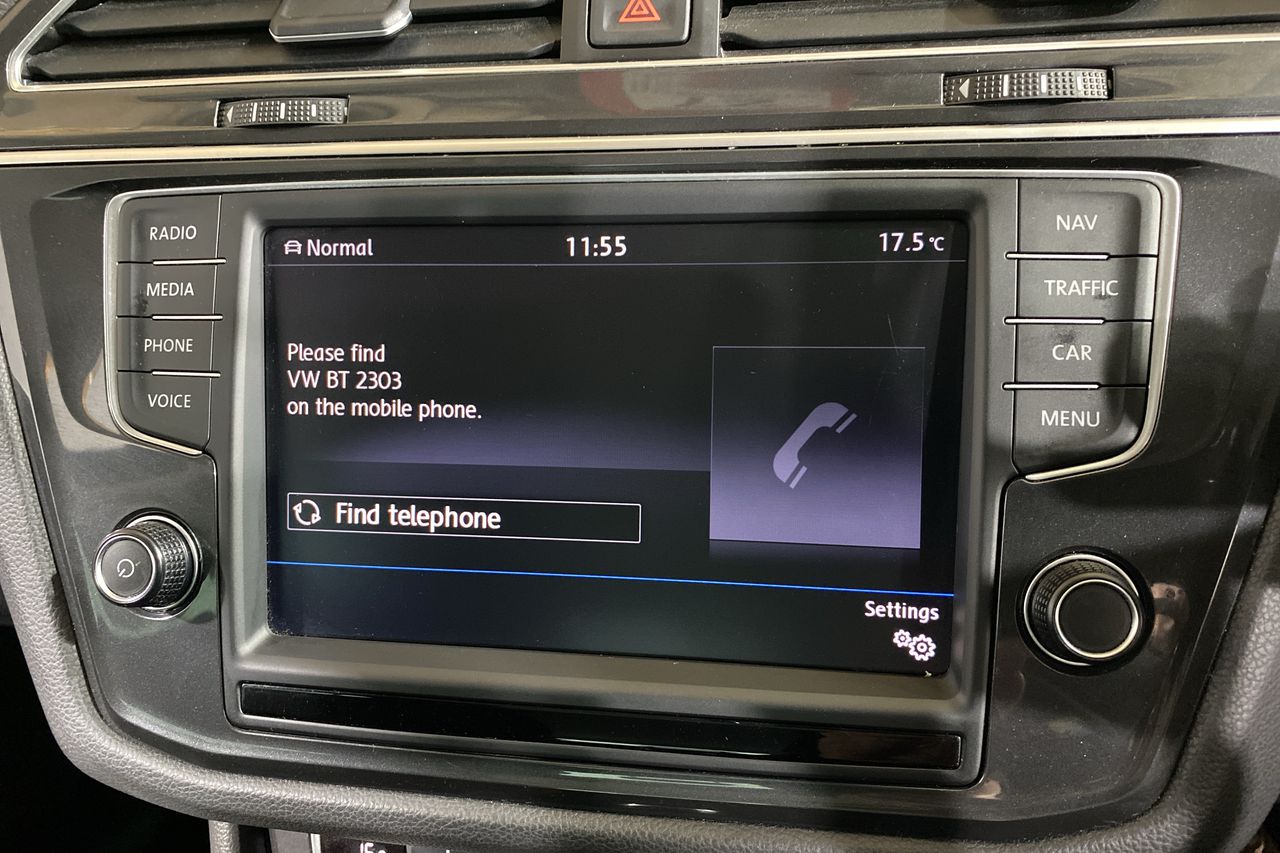 RADIO
MEDIA
PHONE
VOICE
Normal 11:55 17.5 °C
Please find
VW BT 2303
on the mobile phone.
Find telephone
Settings
NAV
TRAFFIC
CAR
MENU